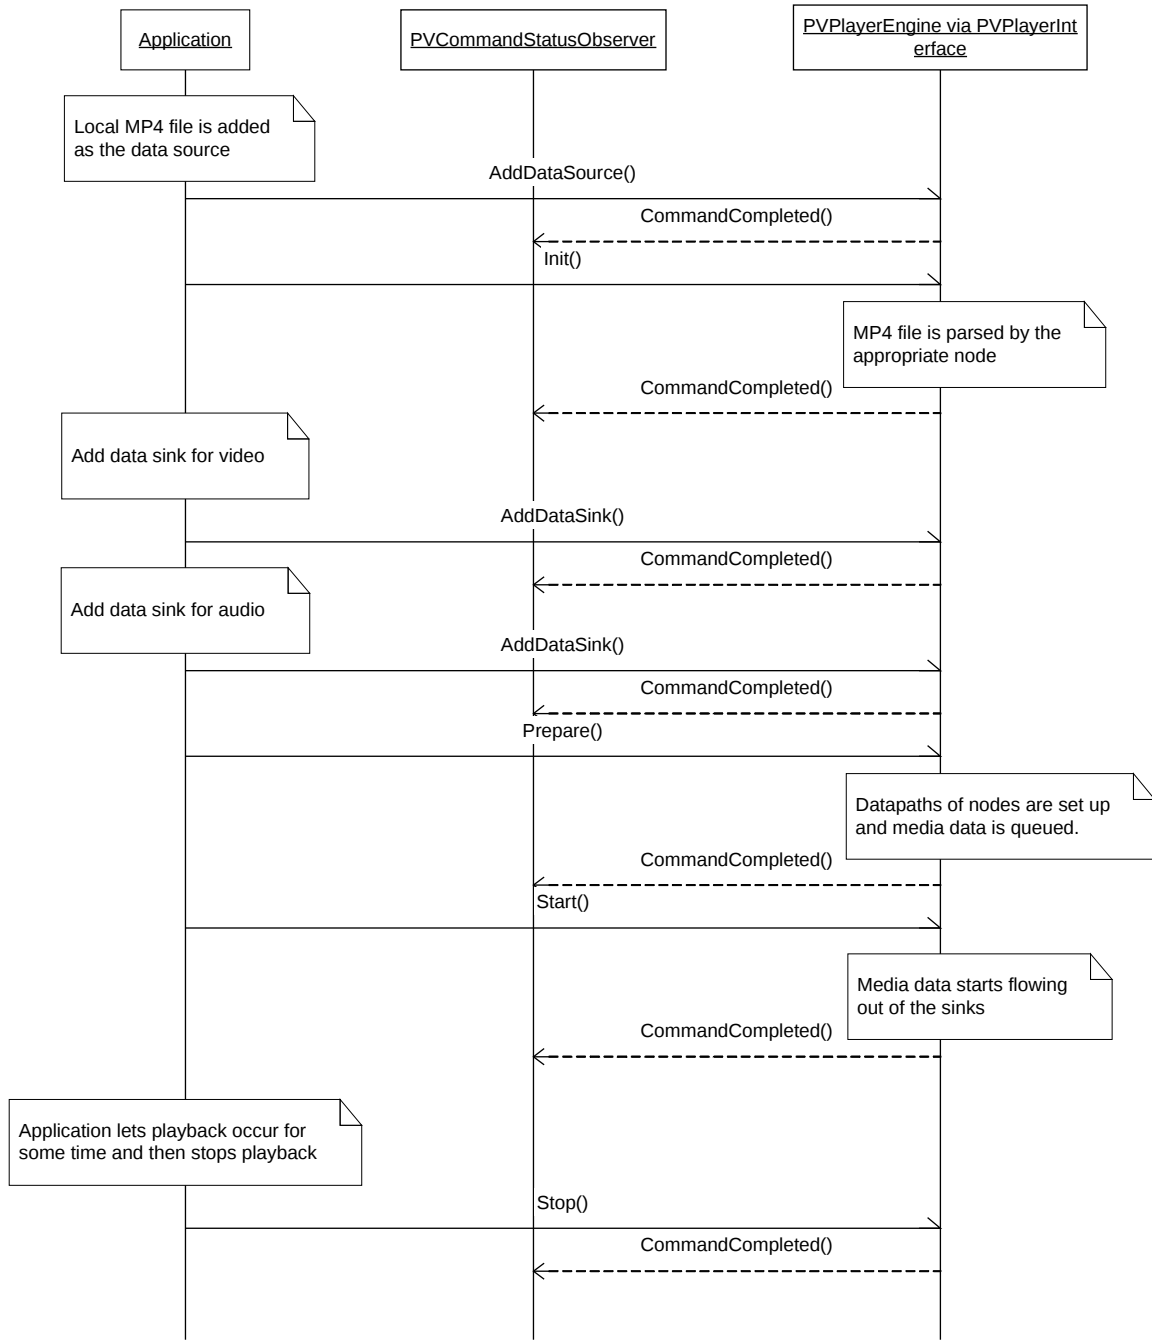 Application
PVCommandStatusObserver
PVPlayerEngine via PVPlayerInt
erface
Local MP4 file is added
as the data source
AddDataSource()
CommandCompleted()
Init()
MP4 file is parsed by the
appropriate node
CommandCompleted()
Add data sink for video
AddDataSink()
CommandCompleted()
Add data sink for audio
AddDataSink()
CommandCompleted()
Prepare()
Datapaths of nodes are set up
and media data is queued.
CommandCompleted()
Start()
Media data starts flowing
out of the sinks
CommandCompleted()
Application lets playback occur for
some time and then stops playback
Stop()
CommandCompleted()